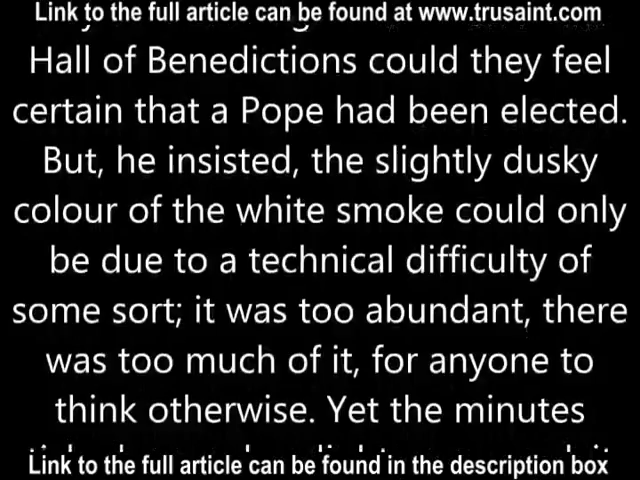 Link to the full article can be found at www.trusaint.com
Hall of Benedictions could they feel
certain that a Pope had been elected.
But, he insisted, the slightly dusky
colour of the white smoke could only
be due to a technical difficulty of
some sort; it was too abundant, there
was too much of it, for anyone to
think otherwise. Yet the minutes
Link to the full article can be found in the description box